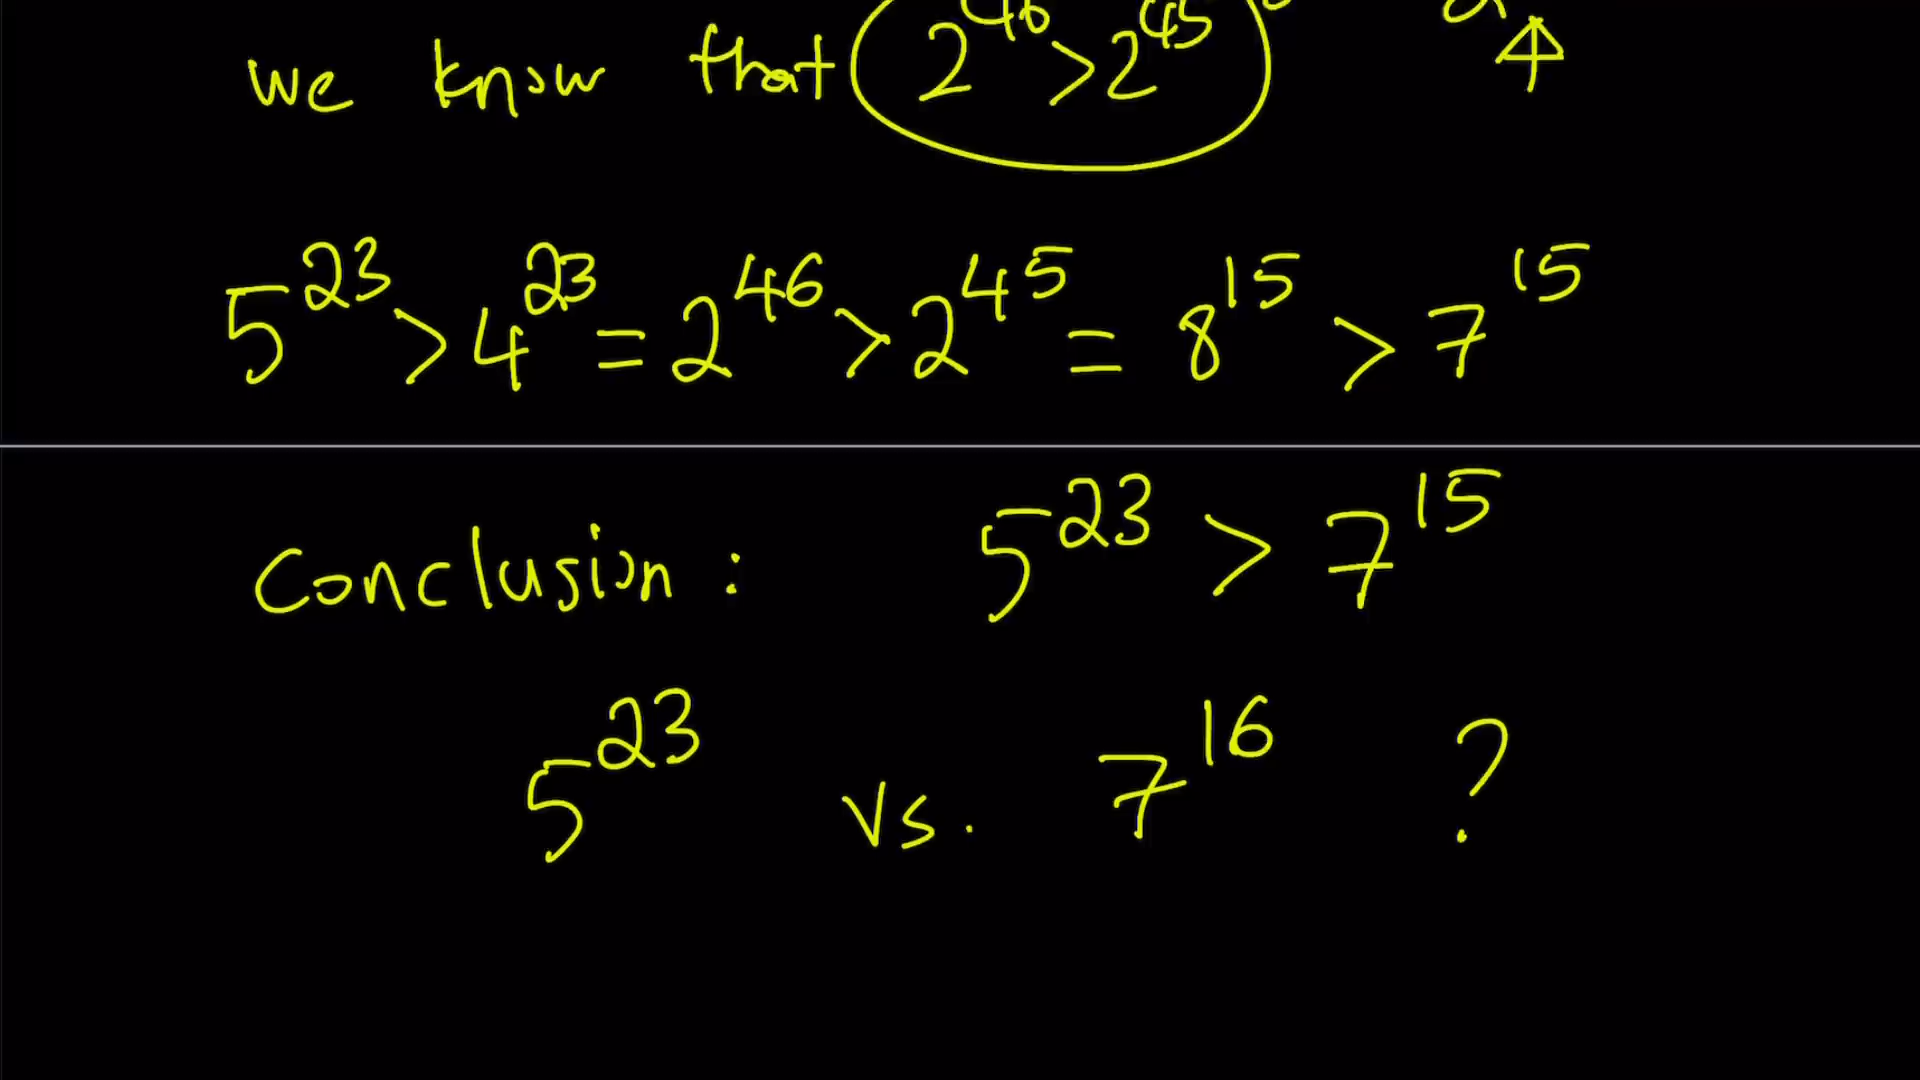 we know that 2^46 > 2^45
5^23 > 4^23 = 2^46 > 2^45 = 8^15 > 7^15
Conclusion : 5^23 > 7^15
5^23 vs. 7^16 ?